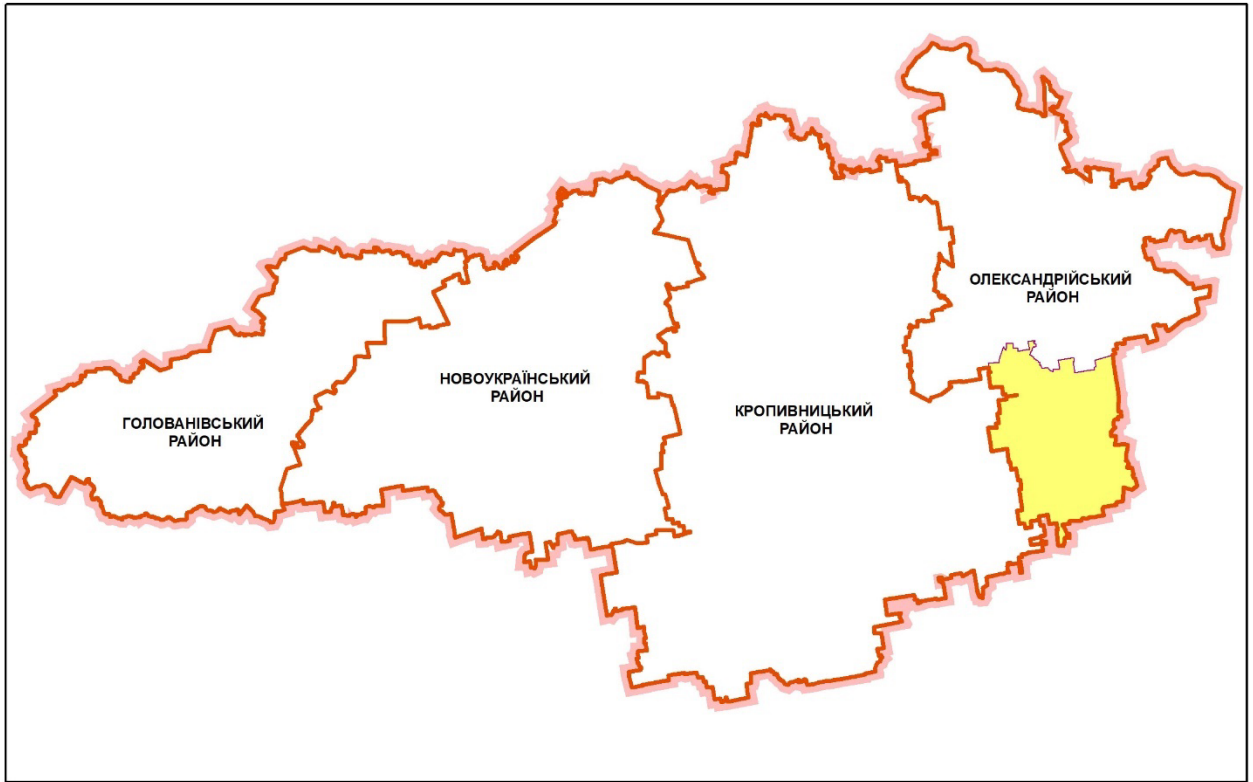 ОЛЕКСАНДРІЙСЬКИЙ
РАЙОН
НОВОУКРАЇНСЬКИЙ
РАЙОН
КРОПИВНИЦЬКИЙ
РАЙОН
ГОЛОВАНІВСЬКИЙ
РАЙОН